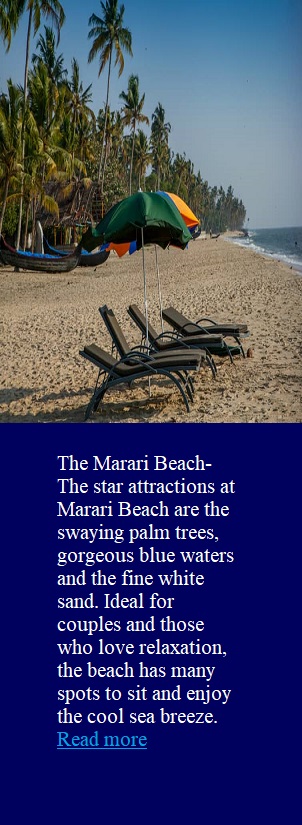 The Marari Beach-
The star attractions at
Marari Beach are the
swaying palm trees,
gorgeous blue waters
and the fine white
sand. Ideal for
couples and those
who love relaxation,
the beach has many
spots to sit and enjoy
the cool sea breeze.
Read more